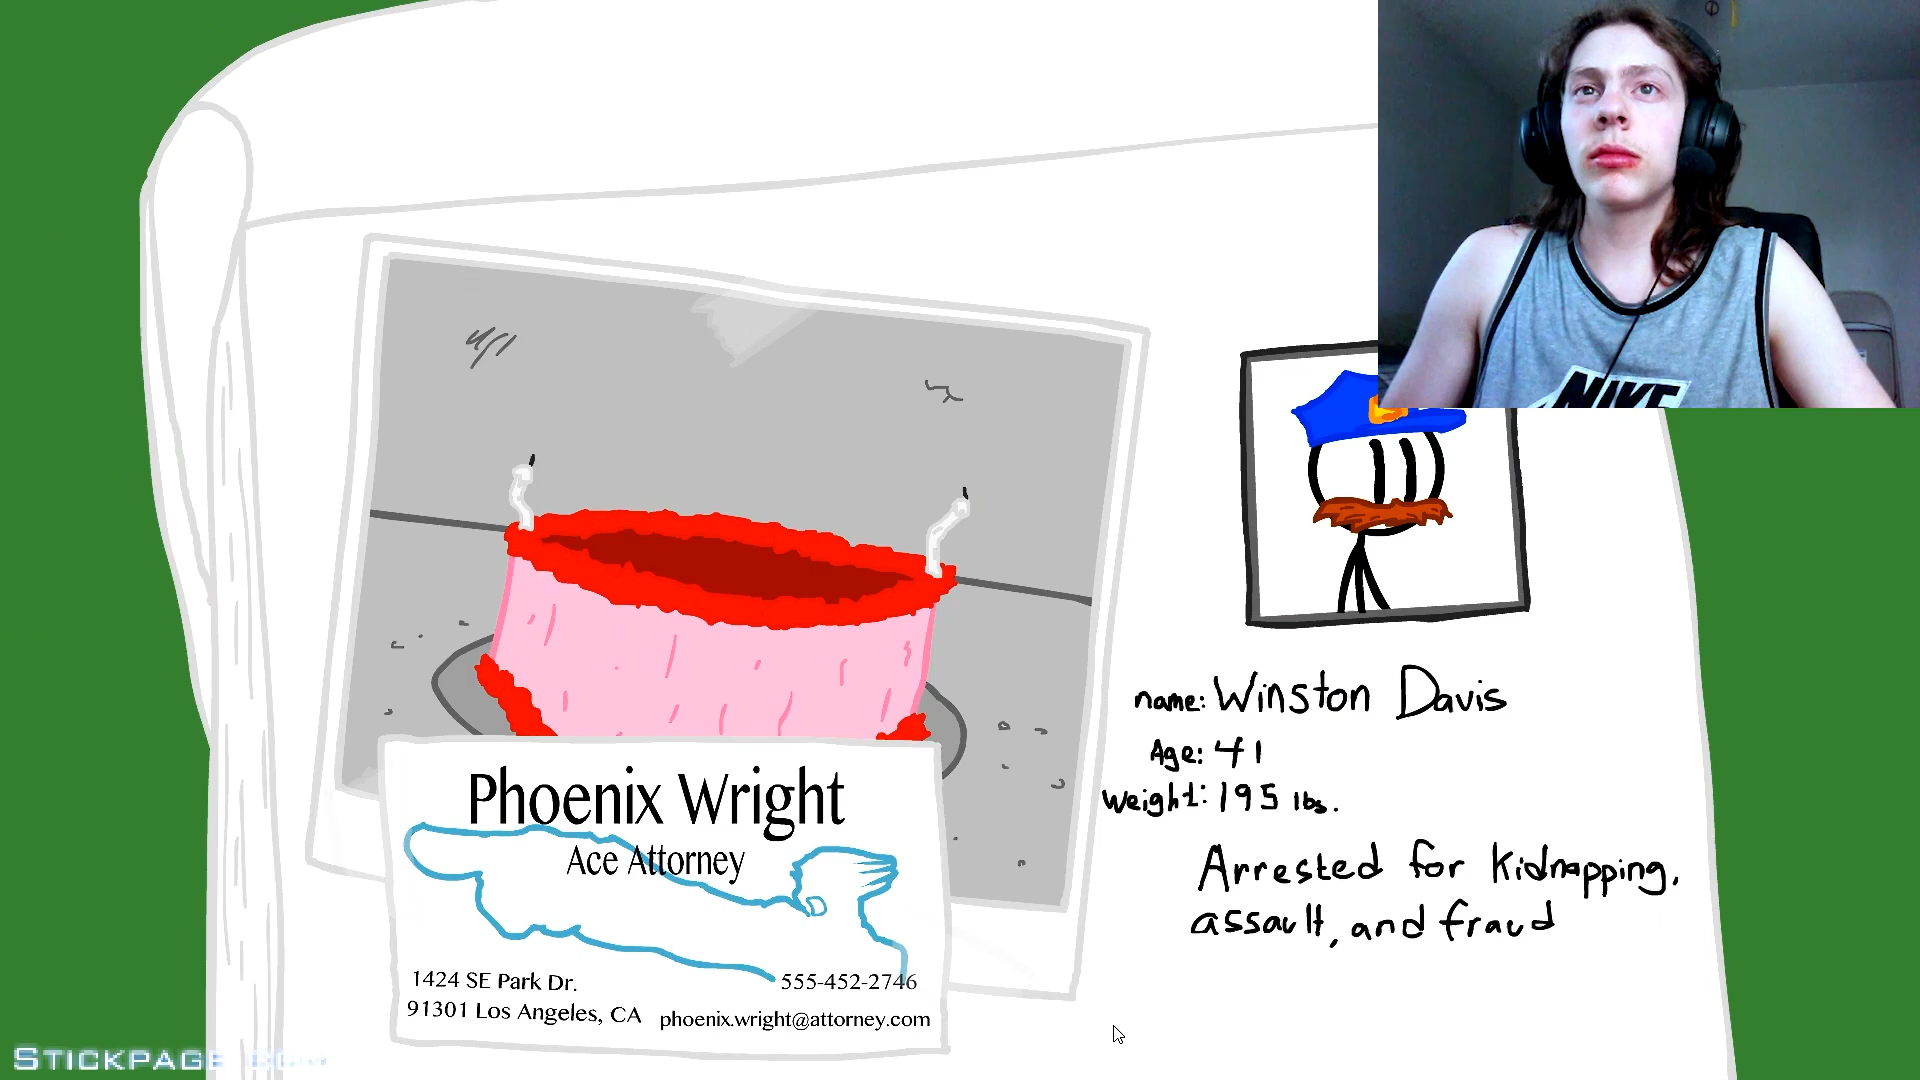 NIKE
name: Winston Davis
Age: 41
Weight: 195 lbs.
Arrested for kidnapping,
assault, and fraud
Phoenix Wright
Ace Attorney
1424 SE Park Dr.
555-452-2746
91301 Los Angeles, CA
phoenix.wright@attorney.com
STICKPAGE